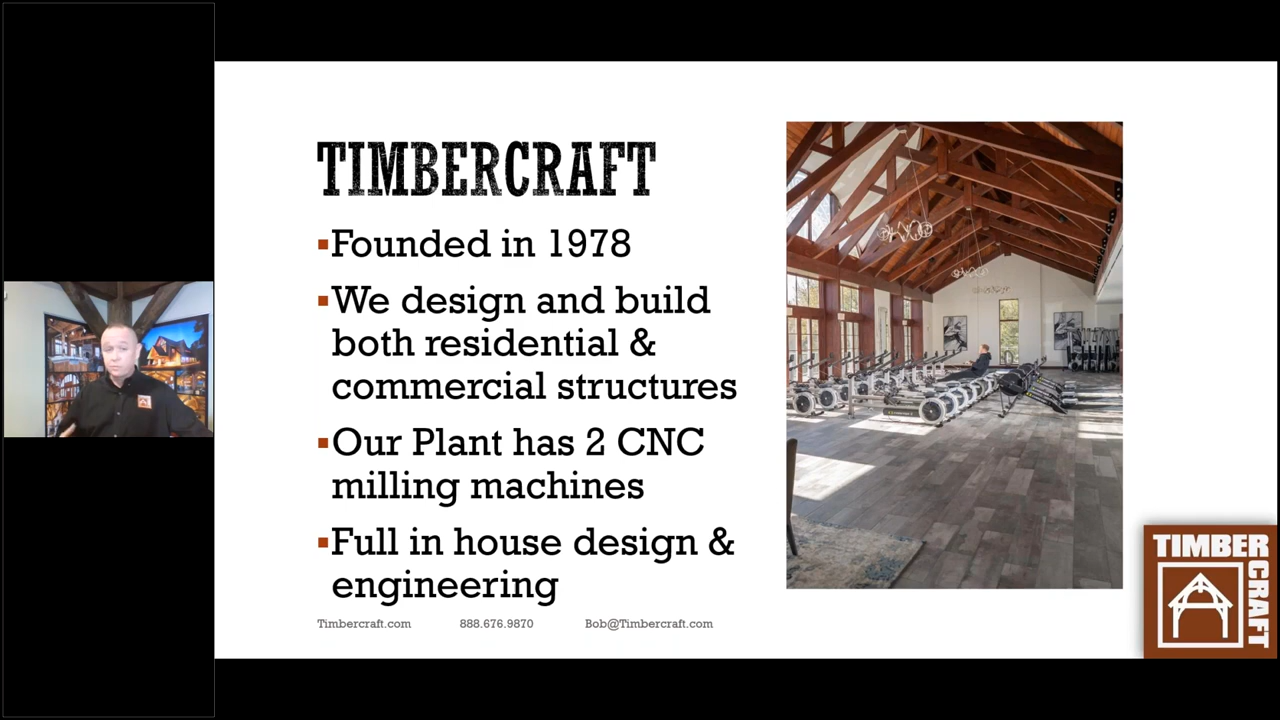 TIMBERCRAFT
▪Founded in 1978
▪We design and build
both residential &
commercial structures
▪Our Plant has 2 CNC
milling machines
▪Full in house design &
engineering
Timbercraft.com 888.676.9870 Bob@Timbercraft.com
TIMBER
CRAFT